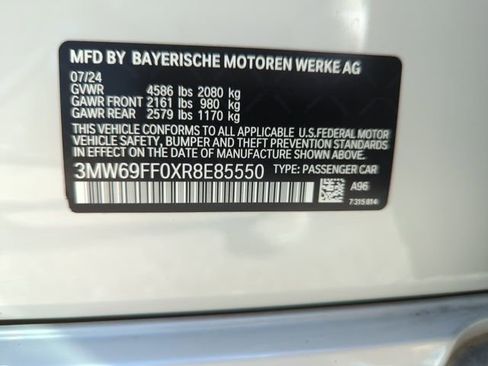 MFD BY BAYERISCHE MOTOREN WERKE AG
07/24
GVWR 4586 lbs 2080 kg
GAWR FRONT 2161 lbs 980 kg
GAWR REAR 2579 lbs 1170 kg
THIS VEHICLE CONFORMS TO ALL APPLICABLE U.S.FEDERAL MOTOR
VEHICLE SAFETY, BUMPER, AND THEFT PREVENTION STANDARDS
IN EFFECT ON THE DATE OF MANUFACTURE SHOWN ABOVE.
3MW69FF0XR8E85550 TYPE: PASSENGER CAR
A96
7315814